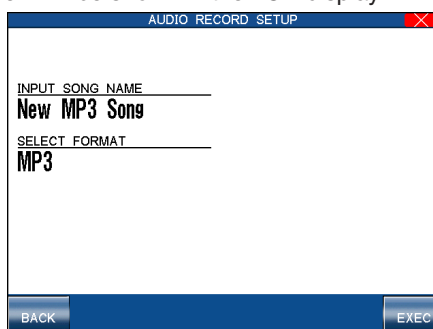 AUDIO RECORD SETUP
INPUT SONG NAME
New MP3 Song
SELECT FORMAT
MP3
BACK
EXEC